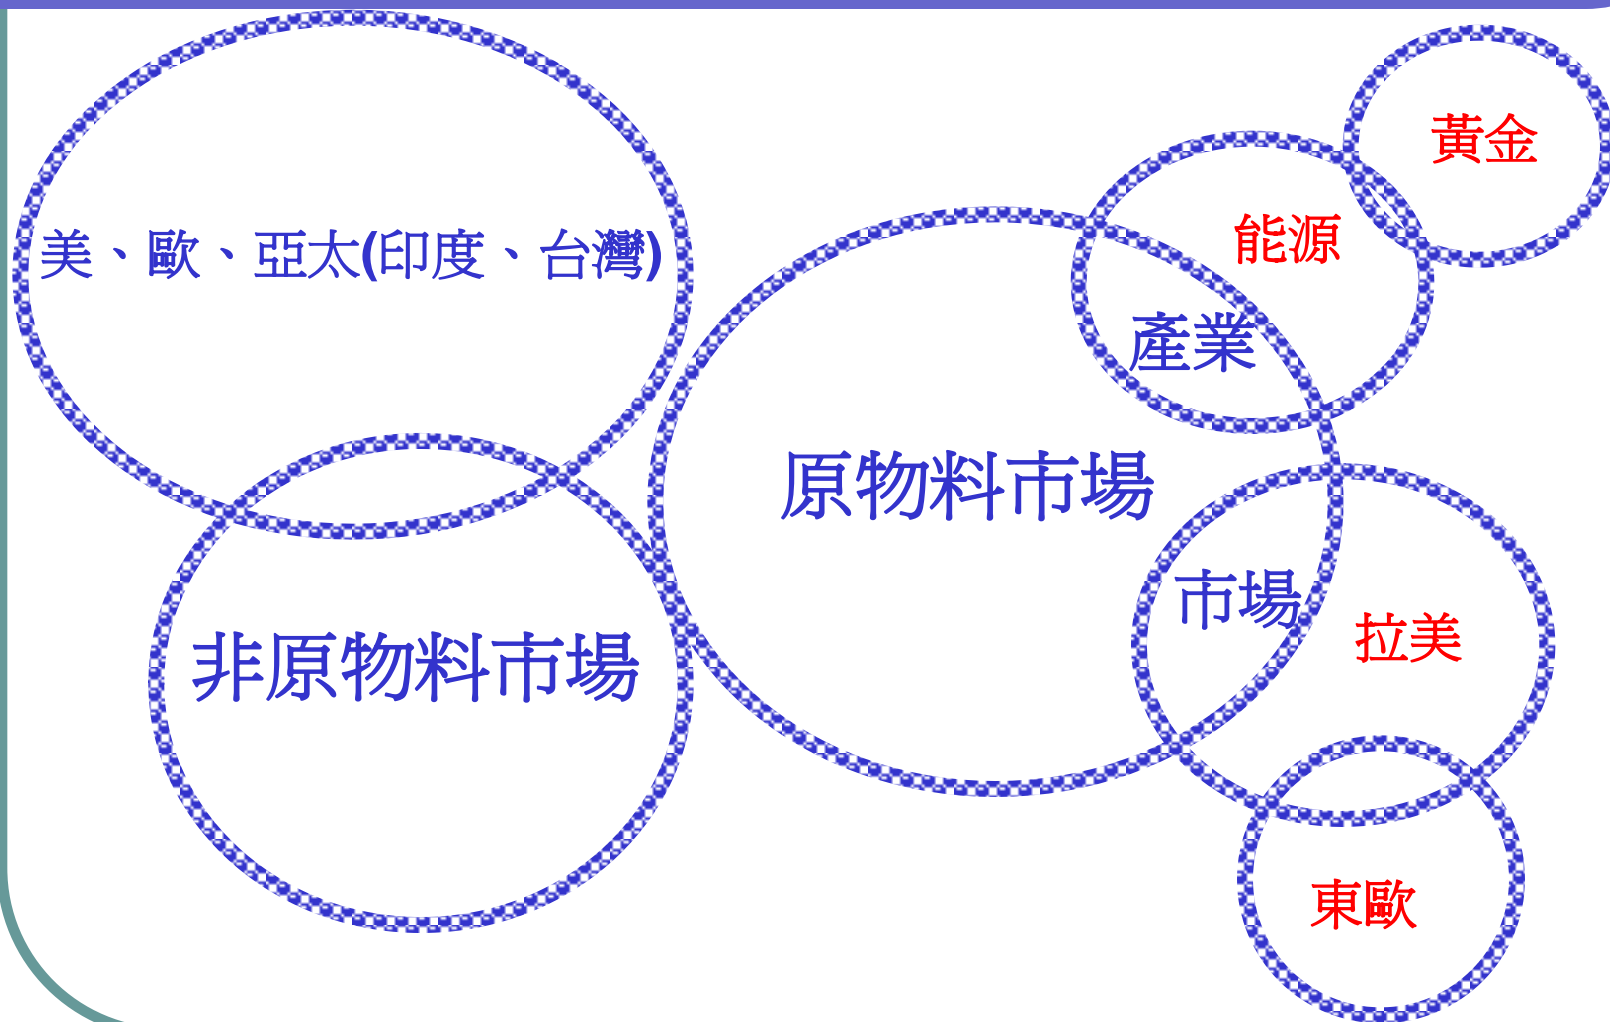 黃金
能源
美、歐、亞太(印度、台灣)
產業
原物料市場
市場
拉美
非原物料市場
東歐